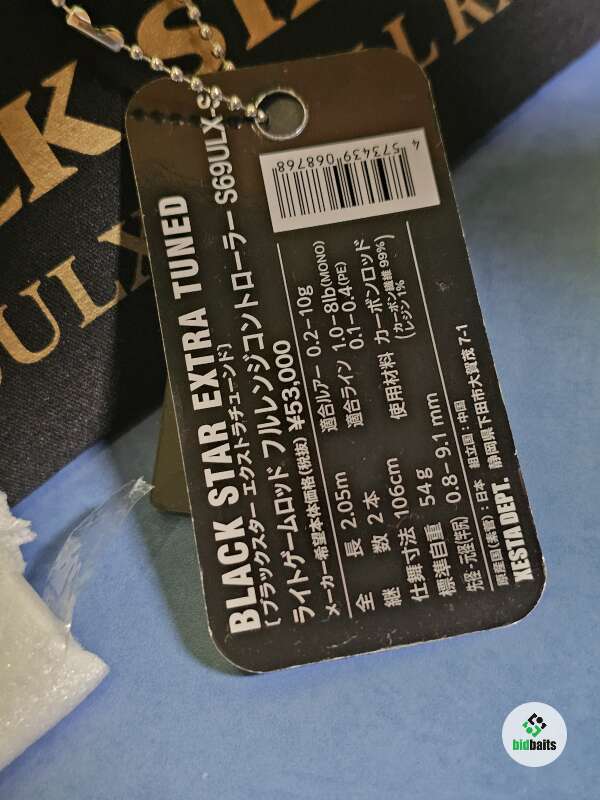 BLACK STAR EXTRA TUNED
[ブラックスター エクストラチューンド]
ライトゲームロッド フルレンジコントローラー S69ULX-S
メーカー希望本体価格(税抜) ¥53,000
全長 2.05m 適合ルアー 0.2–10g
継数 2本 適合ライン 1.0–8lb(MONO)
0.1–0.4(PE)
仕舞寸法 106cm 使用材料 カーボンロッド
標準自重 54g (カーボン繊維 99%
レジン 1%
先径・元径(牛尻) 0.8–9.1mm
原産国(素管):日本 組立国:中国
XESTA DEPT. 静岡県下田市大賀茂 7-1
4 573439 068768
ULX
bidbaits